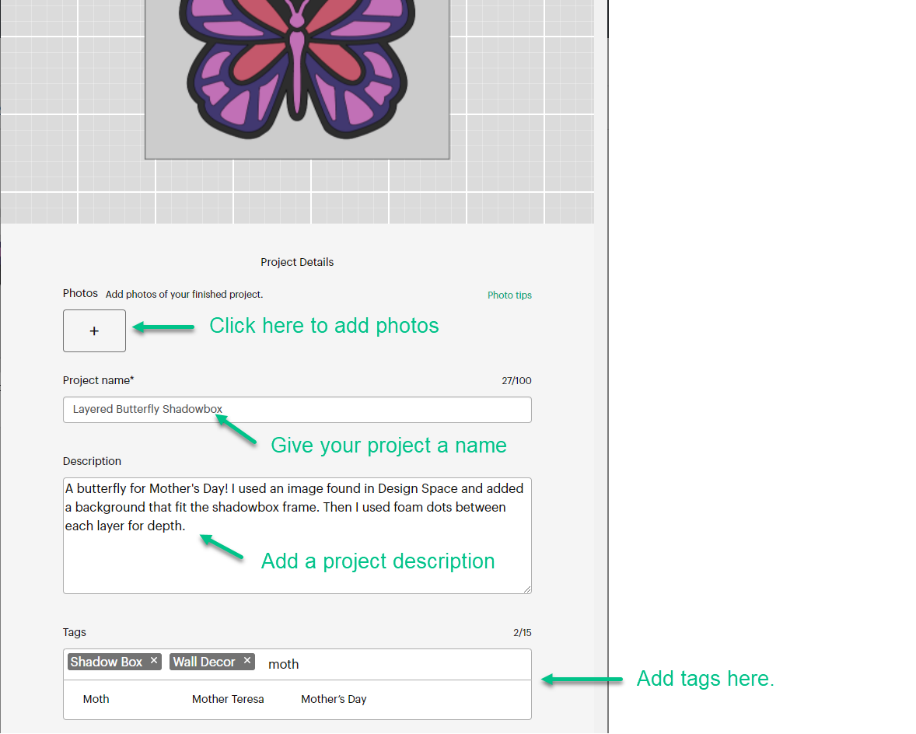 Project Details
Photos Add photos of your finished project. Photo tips
+
Click here to add photos
Project name* 27/100
Layered Butterfly Shadowbox
Give your project a name
Description
A butterfly for Mother's Day! I used an image found in Design Space and added
a background that fit the shadowbox frame. Then I used foam dots between
each layer for depth.
Add a project description
Tags 2/15
Shadow Box × Wall Decor × moth
Add tags here.
Moth Mother Teresa Mother's Day